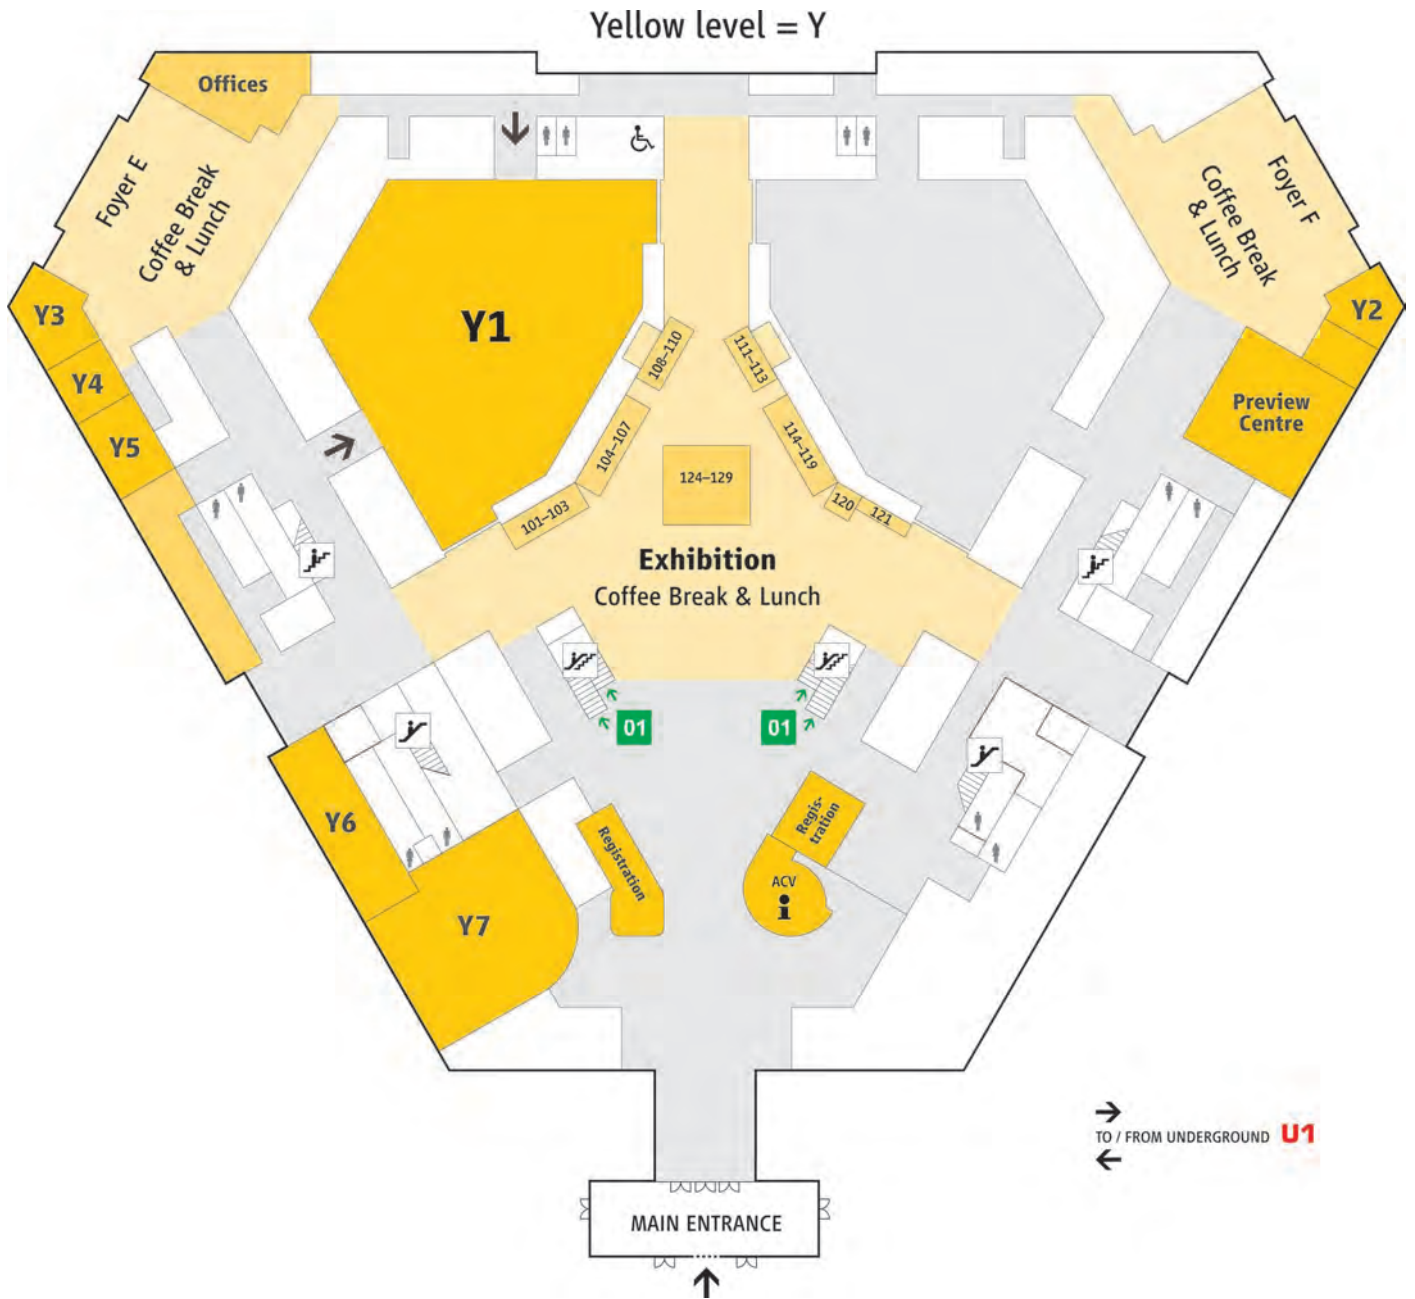 Yellow level = Y
Offices
Foyer E
Coffee Break
& Lunch
Foyer F
Coffee Break
& Lunch
Y3
Y4
Y5
Y1
Y2
Preview
Centre
108–110
111–113
104–107
114–119
124–129
101–103
120
121
Exhibition
Coffee Break & Lunch
01
01
Y6
Y7
Registration
Regis-
tration
ACV
i
TO / FROM UNDERGROUND U1
MAIN ENTRANCE